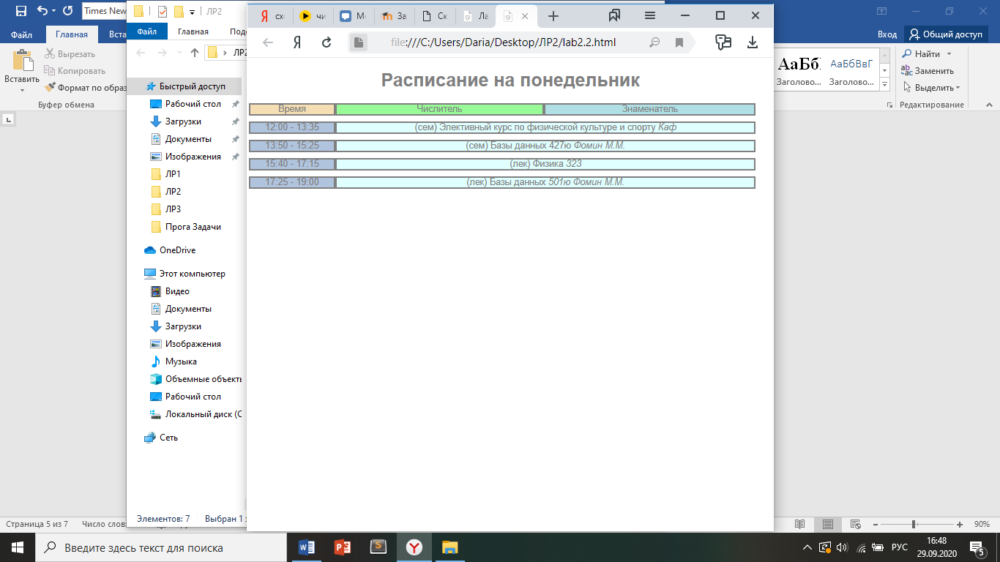 Times New
ЛР2
Файл
Главная
Вста
Файл
Главная
Поде
Вход
Общий доступ
Вставить
Вырезать
Копировать
Формат по образ
Буфер обмена
ЛР2
сх
чи
М
За
Ск
Ла
file:///C:/Users/Daria/Desktop/ЛР2/lab2.2.html
АаБб
АаБбВвГ
Заголово...
Заголово...
Найти
Заменить
Выделить
Редактирование
Быстрый доступ
Рабочий стол
Загрузки
Документы
Изображения
ЛР1
ЛР2
ЛР3
Прога Задачи
OneDrive
Этот компьютер
Видео
Документы
Загрузки
Изображения
Музыка
Объемные объекть
Рабочий стол
Локальный диск (C
Сеть
Элементов: 7
Выбран 1 э
Расписание на понедельник
Время Числитель Знаменатель
12:00 - 13:35 (сем) Элективный курс по физической культуре и спорту Каф
13:50 - 15:25 (сем) Базы данных 427ю Фомин М.М.
15:40 - 17:15 (лек) Физика 323
17:25 - 19:00 (лек) Базы данных 501ю Фомин М.М.
Страница 5 из 7
Число слов:
90%
Введите здесь текст для поиска
РУС
16:48
29.09.2020
5